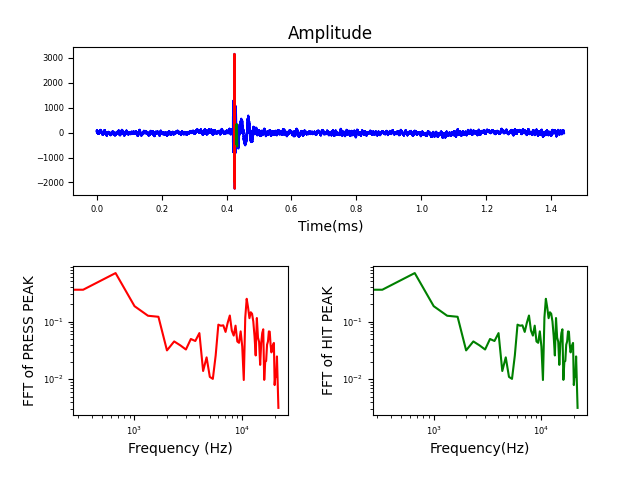 Amplitude
3000
2000
1000
0
−1000
−2000
0.0 0.2 0.4 0.6 0.8 1.0 1.2 1.4
Time(ms)
FFT of PRESS PEAK
10⁻¹
10⁻²
10³ 10⁴
Frequency (Hz)
FFT of HIT PEAK
10⁻¹
10⁻²
10³ 10⁴
Frequency(Hz)